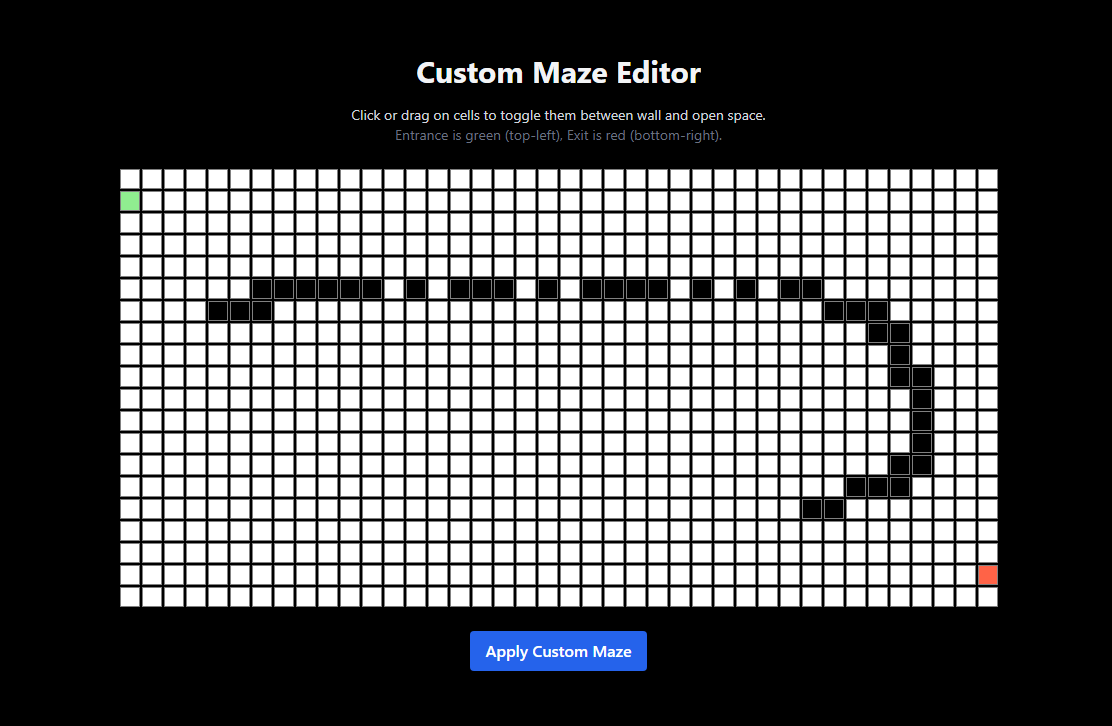 Custom Maze Editor
Click or drag on cells to toggle them between wall and open space.
Entrance is green (top-left), Exit is red (bottom-right).
Apply Custom Maze